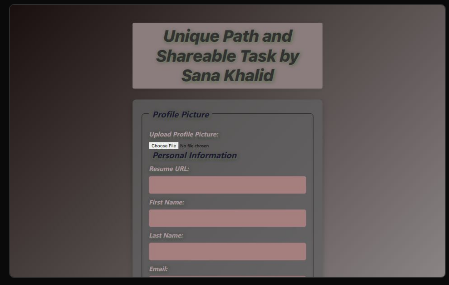 Unique Path and
Shareable Task by
Sana Khalid
Profile Picture
Upload Profile Picture:
Choose File No file chosen
Personal Information
Resume URL:
First Name:
Last Name:
Email: